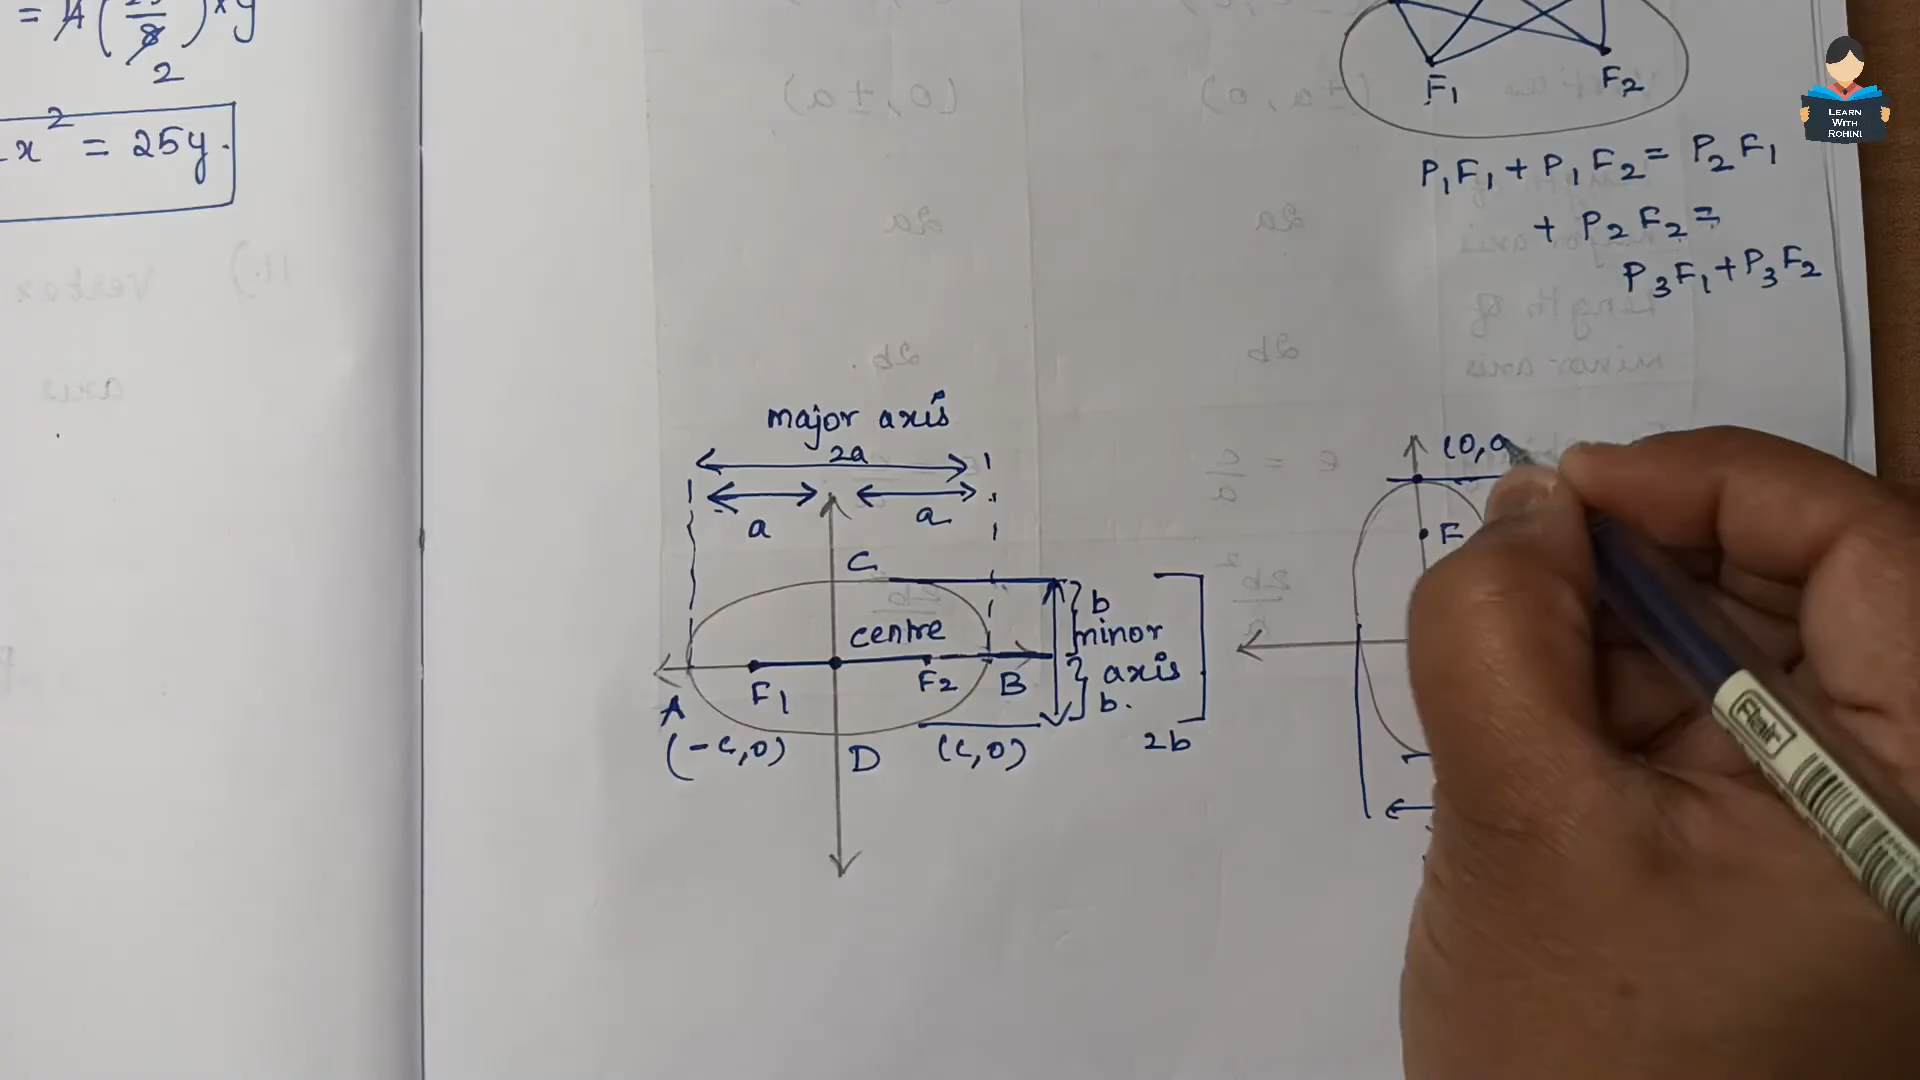 x² = 25y.
2
F1
F2
LEARN
WITH
ROHINI
P1F1 + P1F2 = P2F1
+ P2F2 =
P3F1 + P3F2
major axis
2a
a
a
C
centre
F1
F2
A
B
(-c,0)
D
(c,0)
b
minor
axis
b.
2b
(0,a
F
Flair